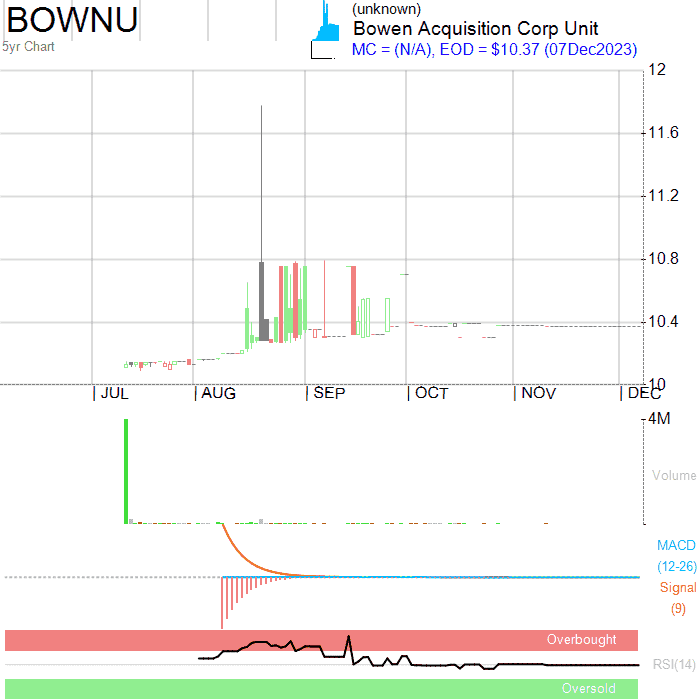 BOWNU
5yr Chart
(unknown)
Bowen Acquisition Corp Unit
MC = (N/A), EOD = $10.37 (07Dec2023)
12
11.6
11.2
10.8
10.4
10
JUL AUG SEP OCT NOV DEC
4M
Volume
MACD
(12-26)
Signal
(9)
Overbought
RSI(14)
Oversold